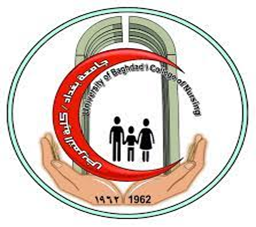 جامعة بغداد / كلية التمريض
University of Baghdad / College of Nursing
١٩٦٢ 1962